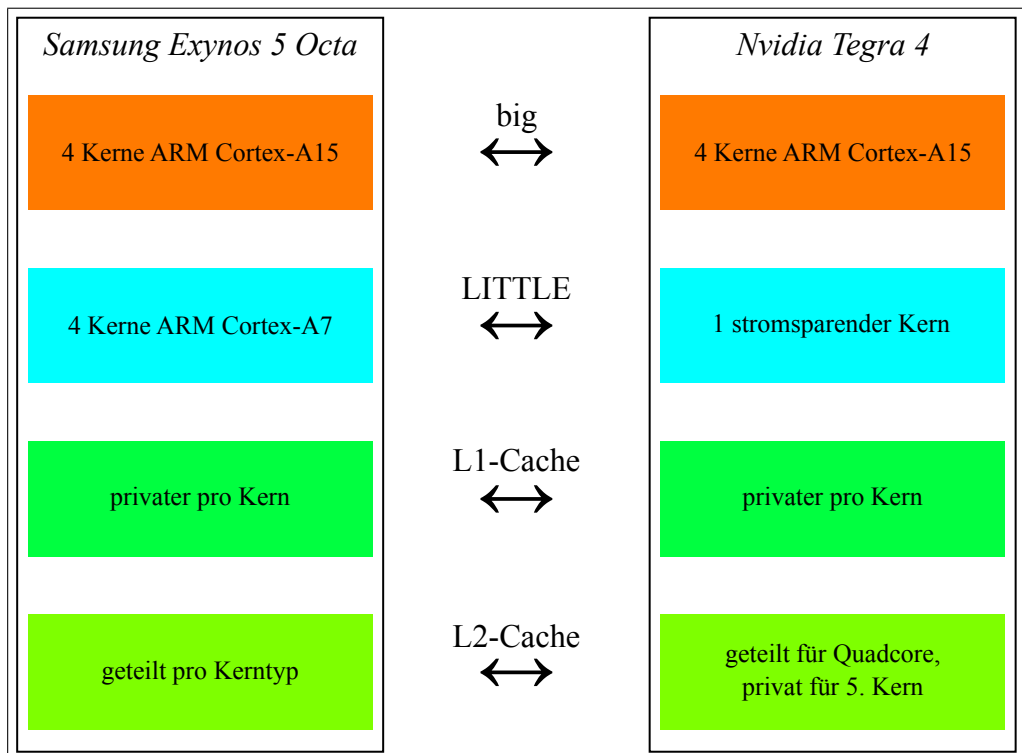 Samsung Exynos 5 Octa
Nvidia Tegra 4
4 Kerne ARM Cortex-A15
big
4 Kerne ARM Cortex-A15
4 Kerne ARM Cortex-A7
LITTLE
1 stromsparender Kern
privater pro Kern
L1-Cache
privater pro Kern
geteilt pro Kerntyp
L2-Cache
geteilt für Quadcore,
privat für 5. Kern